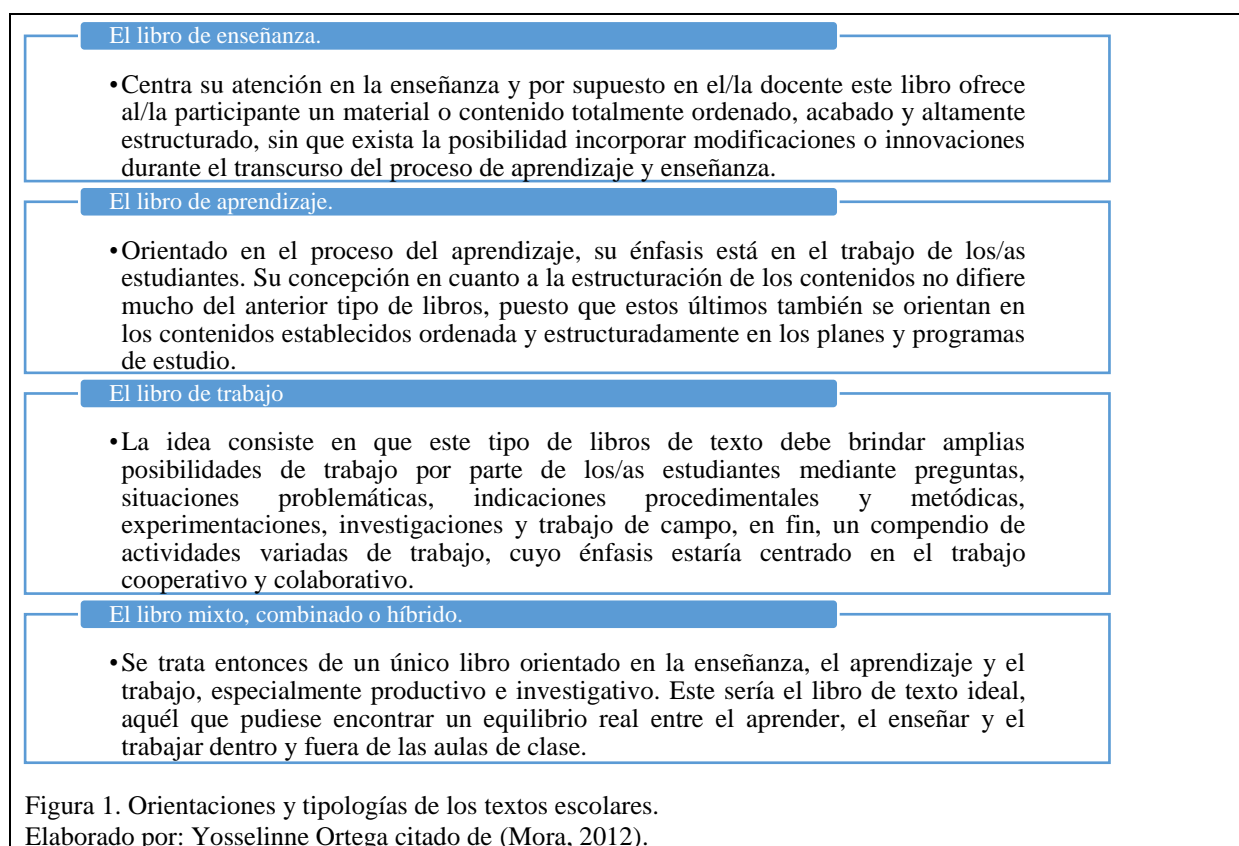 El libro de enseñanza.
•Centra su atención en la enseñanza y por supuesto en el/la docente este libro ofrece
al/la participante un material o contenido totalmente ordenado, acabado y altamente
estructurado, sin que exista la posibilidad incorporar modificaciones o innovaciones
durante el transcurso del proceso de aprendizaje y enseñanza.
El libro de aprendizaje.
•Orientado en el proceso del aprendizaje, su énfasis está en el trabajo de los/as
estudiantes. Su concepción en cuanto a la estructuración de los contenidos no difiere
mucho del anterior tipo de libros, puesto que estos últimos también se orientan en
los contenidos establecidos ordenada y estructuradamente en los planes y programas
de estudio.
El libro de trabajo
•La idea consiste en que este tipo de libros de texto debe brindar amplias
posibilidades de trabajo por parte de los/as estudiantes mediante preguntas,
situaciones problemáticas, indicaciones procedimentales y metódicas,
experimentaciones, investigaciones y trabajo de campo, en fin, un compendio de
actividades variadas de trabajo, cuyo énfasis estaría centrado en el trabajo
cooperativo y colaborativo.
El libro mixto, combinado o híbrido.
•Se trata entonces de un único libro orientado en la enseñanza, el aprendizaje y el
trabajo, especialmente productivo e investigativo. Este sería el libro de texto ideal,
aquél que pudiese encontrar un equilibrio real entre el aprender, el enseñar y el
trabajar dentro y fuera de las aulas de clase.
Figura 1. Orientaciones y tipologías de los textos escolares.
Elaborado por: Yosselinne Ortega citado de (Mora, 2012).